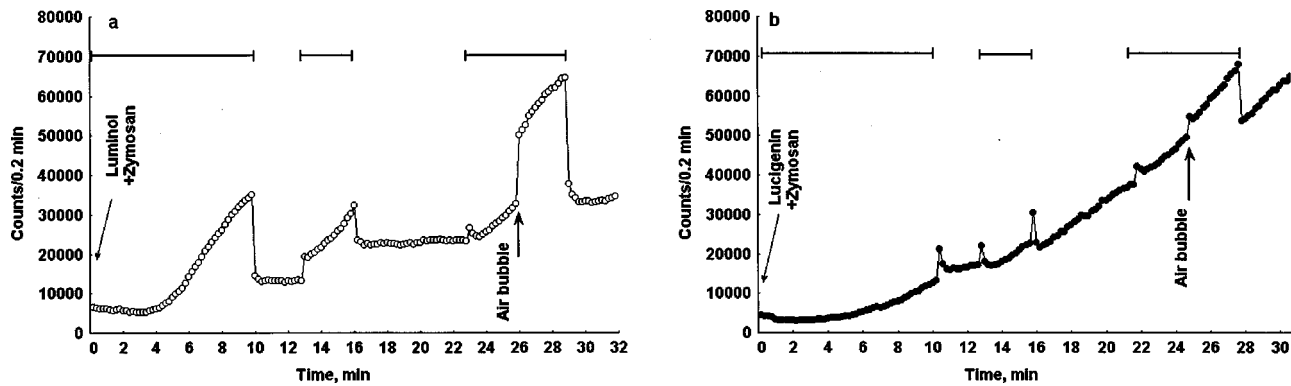 a
80000
70000
60000
50000
40000
30000
20000
10000
0
Counts/0.2 min
Luminol
+Zymosan
Air bubble
0 2 4 6 8 10 12 14 16 18 20 22 24 26 28 30 32
Time, min
b
80000
70000
60000
50000
40000
30000
20000
10000
0
Counts/0.2 min
Lucigenin
+Zymosan
Air bubble
0 2 4 6 8 10 12 14 16 18 20 22 24 26 28 30
Time, min